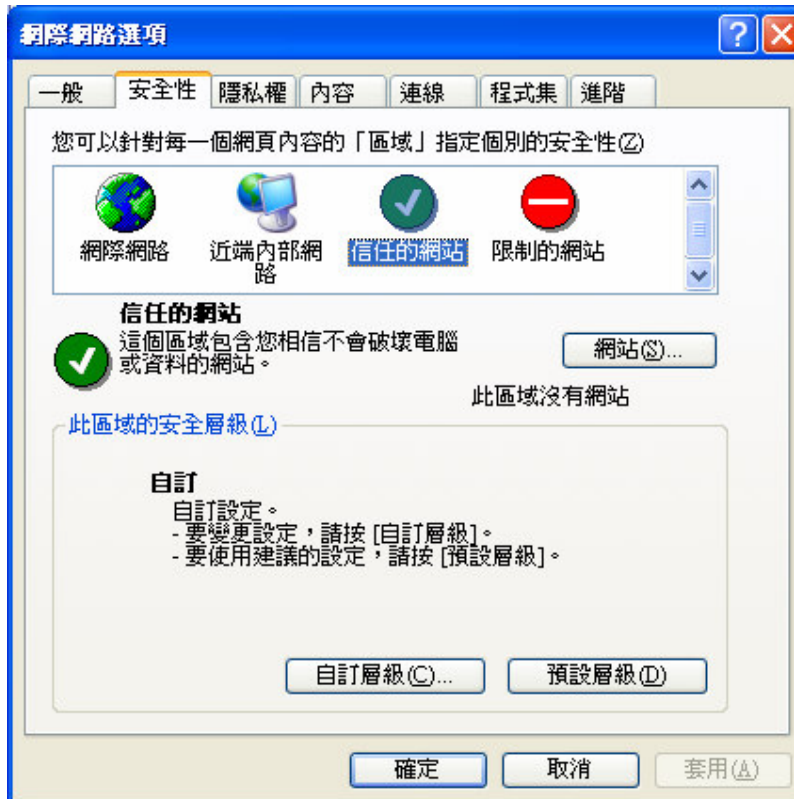 網際網路選項
一般 安全性 隱私權 內容 連線 程式集 進階
您可以針對每一個網頁內容的「區域」指定個別的安全性(Z)
網際網路 近端內部網路 信任的網站 限制的網站
信任的網站
這個區域包含您相信不會破壞電腦
或資料的網站。
網站(S)...
此區域沒有網站
此區域的安全層級(L)
自訂
自訂設定。
- 要變更設定，請按 [自訂層級]。
- 要使用建議的設定，請按 [預設層級]。
自訂層級(C)... 預設層級(D)
確定 取消 套用(A)